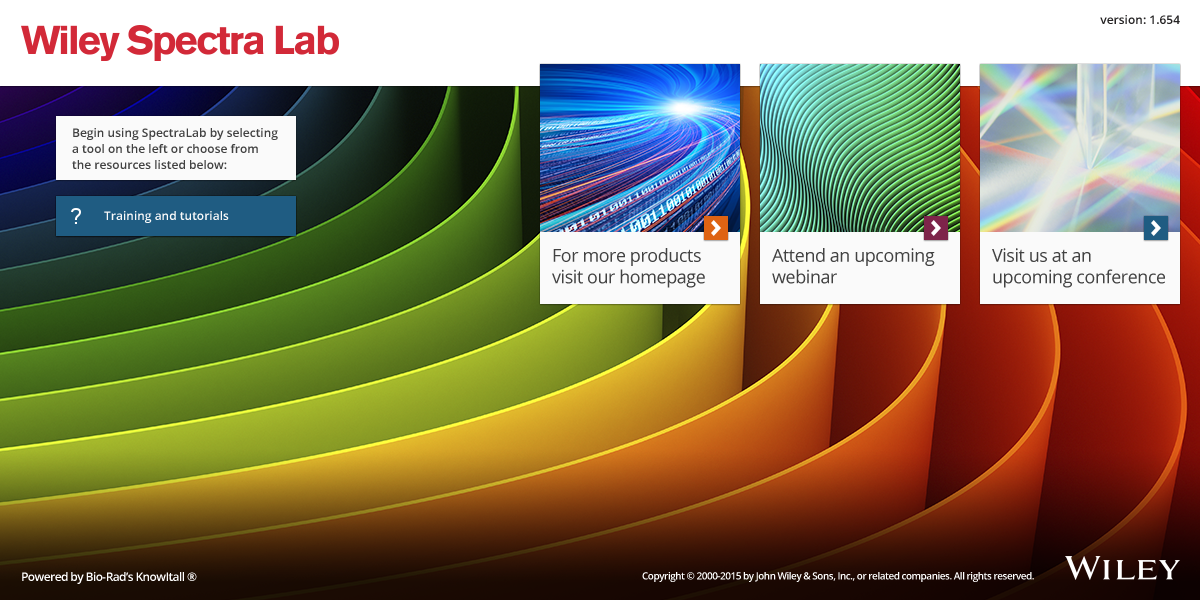 Wiley Spectra Lab
version: 1.654
Begin using SpectraLab by selecting
a tool on the left or choose from
the resources listed below:
? Training and tutorials
For more products
visit our homepage
Attend an upcoming
webinar
Visit us at an
upcoming conference
Powered by Bio-Rad's KnowItall ®
Copyright © 2000-2015 by John Wiley & Sons, Inc., or related companies. All rights reserved.
WILEY